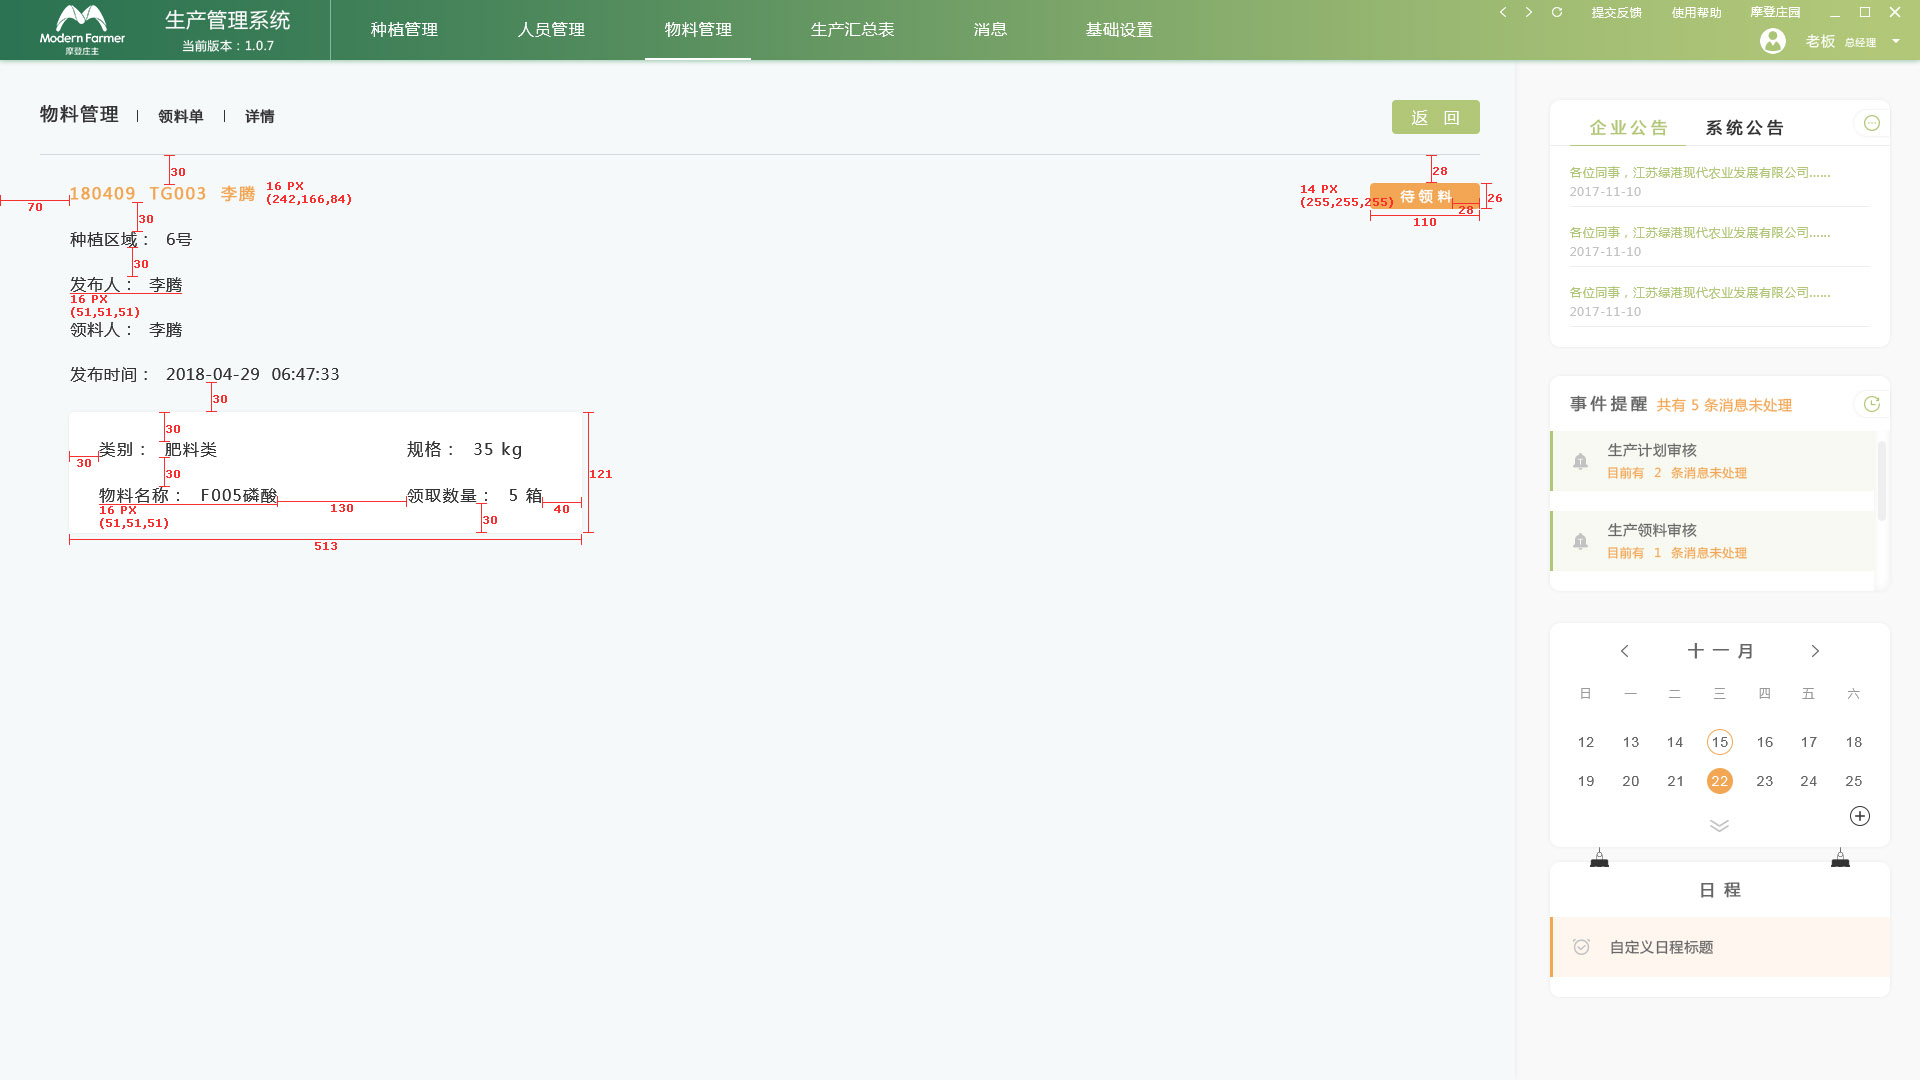 Modern Farmer
摩登庄主
生产管理系统
当前版本：1.0.7
种植管理
人员管理
物料管理
生产汇总表
消息
基础设置
提交反馈
使用帮助
摩登庄园
老板 总经理
物料管理 | 领料单 | 详情
返 回
30
28
180409 TG003 李腾
16 PX
(242,166,84)
14 PX
(255,255,255)
待领料
26
28
110
70
30
种植区域： 6号
30
发布人： 李腾
16 PX
(51,51,51)
领料人： 李腾
发布时间： 2018-04-29 06:47:33
30
30
类别： 肥料类
规格： 35 kg
30
30
121
物料名称： F005磷酸
领取数量： 5 箱
130
40
16 PX
(51,51,51)
30
513
企业公告
系统公告
各位同事，江苏绿港现代农业发展有限公司......
2017-11-10
各位同事，江苏绿港现代农业发展有限公司......
2017-11-10
各位同事，江苏绿港现代农业发展有限公司......
2017-11-10
事件提醒 共有 5 条消息未处理
生产计划审核
目前有 2 条消息未处理
生产领料审核
目前有 1 条消息未处理
十一月
日 一 二 三 四 五 六
12 13 14 15 16 17 18
19 20 21 22 23 24 25
日 程
自定义日程标题